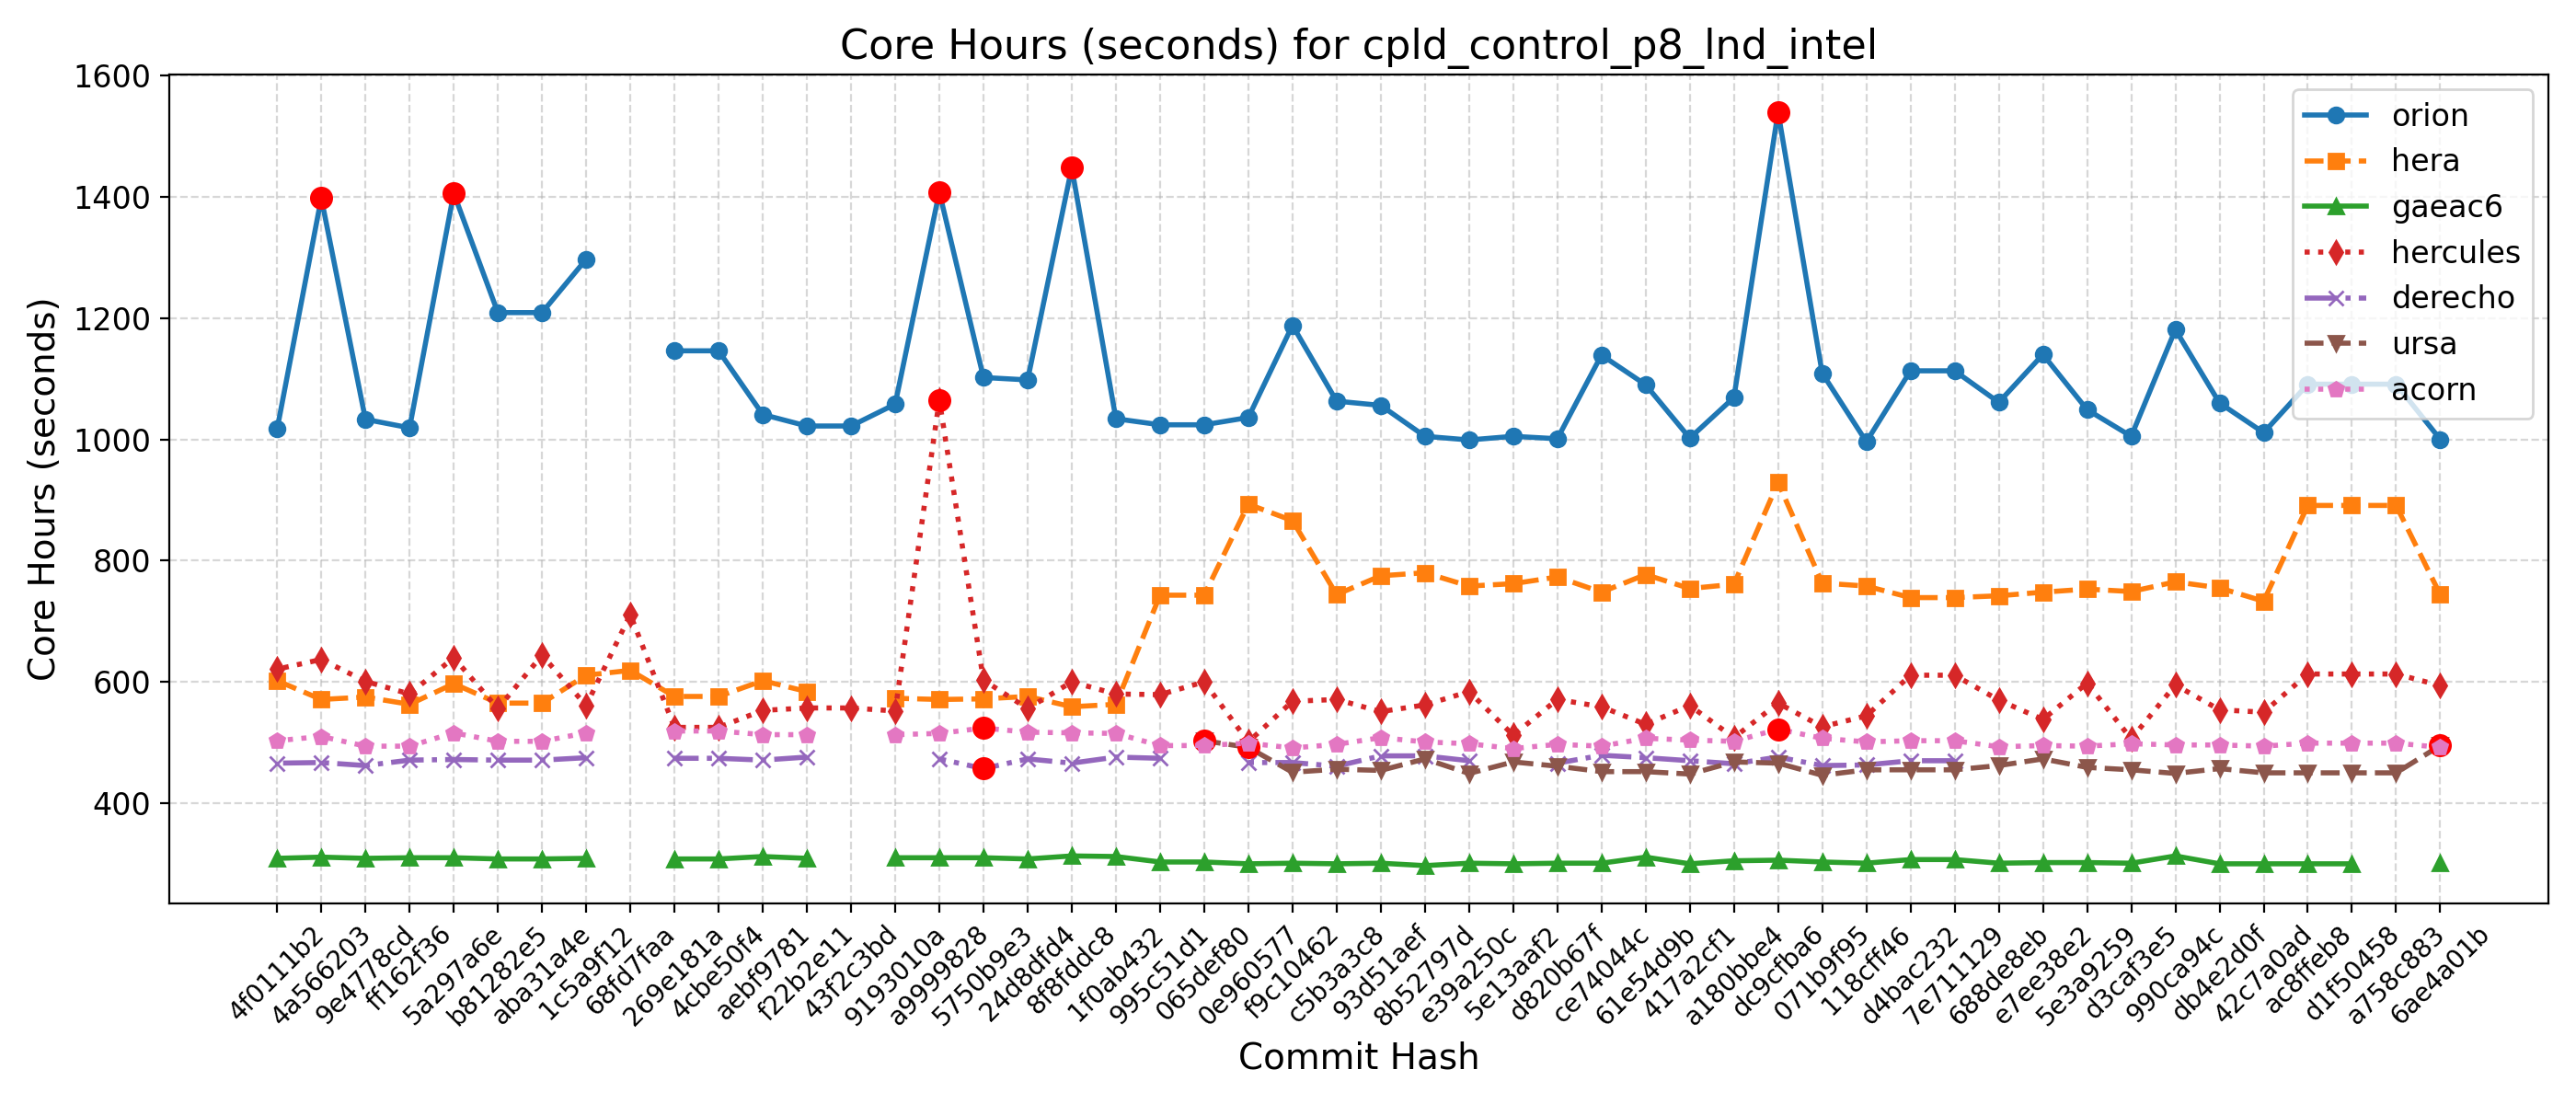 Core Hours (seconds) for cpld_control_p8_lnd_intel
Core Hours (seconds)
1600
1400
1200
1000
800
600
400
orion
hera
gaeac6
hercules
derecho
ursa
acorn
4f0111b2
4a566203
9e4778cd
ff162f36
5a297a6e
b81282e5
aba31a4e
1c5a9f12
68fd7faa
269e181a
4cbe50f4
aebf9781
f22b2e11
43f2c3bd
9193010a
a9999828
5750b9e3
24d8dfd4
8f8fddc8
1f0ab432
995c51d1
065def80
0e960577
f9c10462
c5b3a3c8
93d51aef
8b52797d
e39a250c
5e13aaf2
d820b67f
ce74044c
61e54d9b
417a2cf1
a180bbe4
dc9cfba6
071b9f95
118cff46
d4bac232
7e711129
688de8eb
e7ee38e2
5e3a9259
d3caf3e5
990ca94c
db4e2d0f
42c7a0ad
ac8ffeb8
d1f50458
a758c883
6ae4a01b
Commit Hash